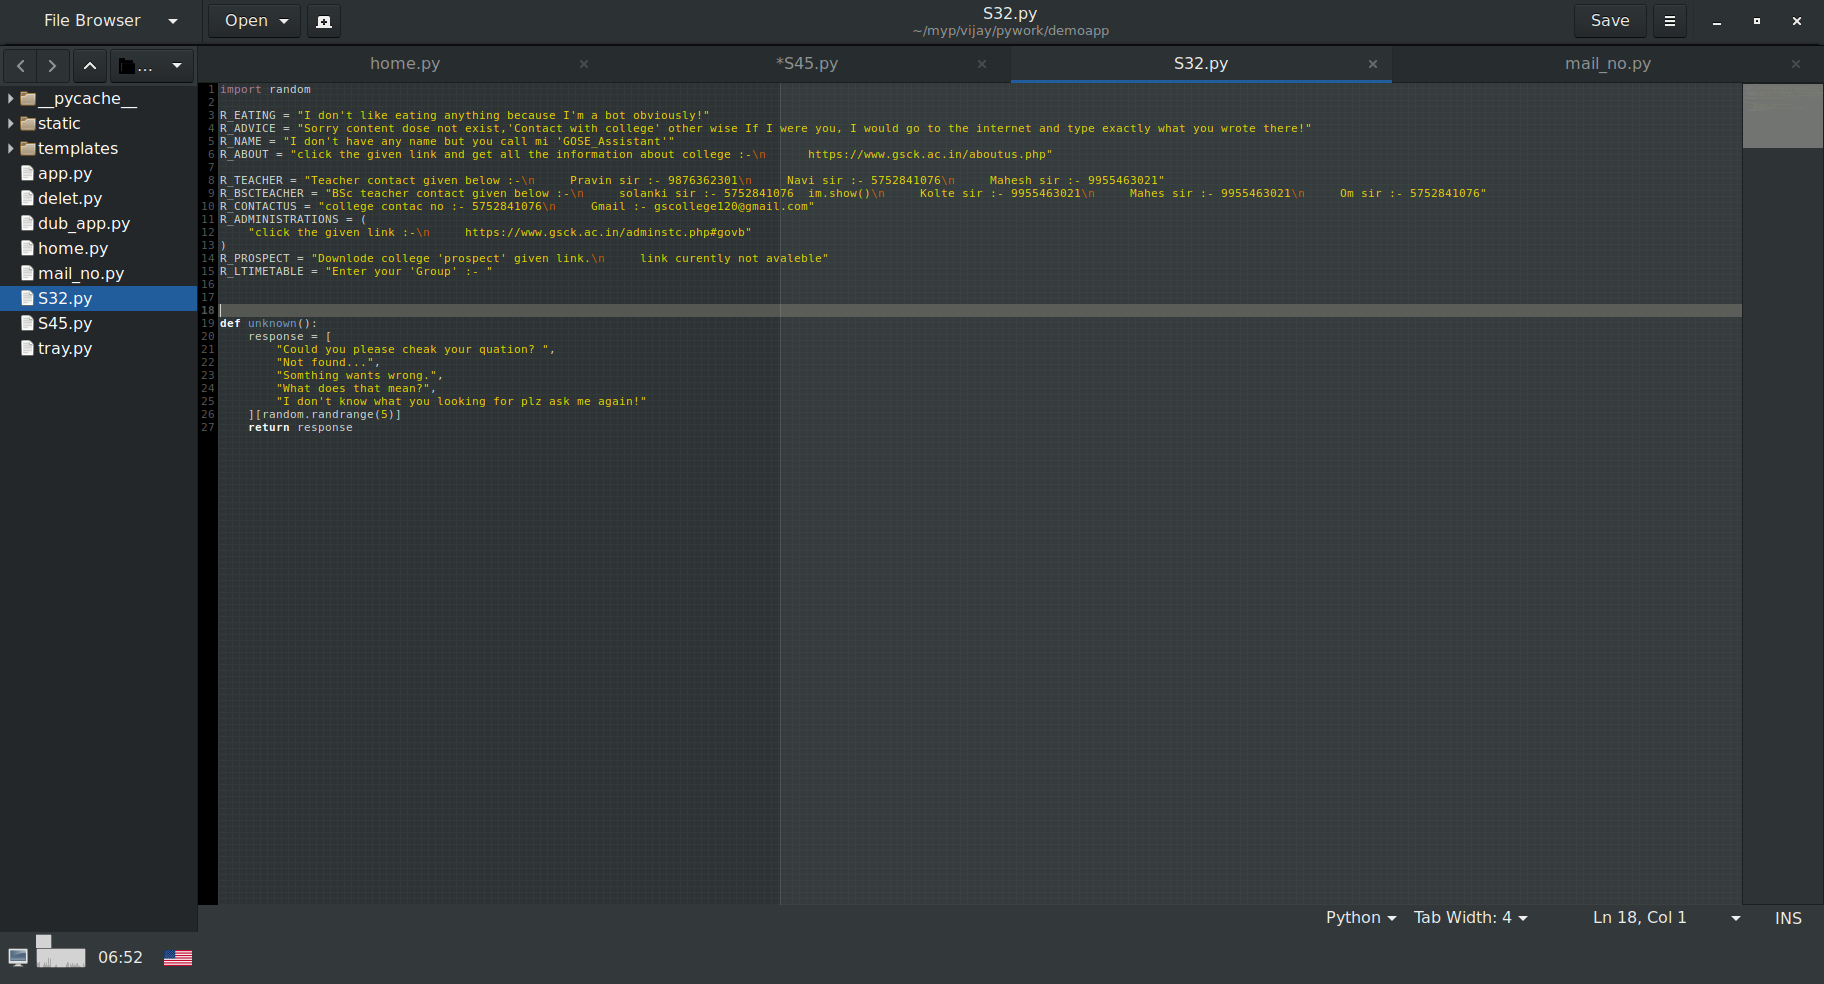 File Browser
Open
S32.py
~/myp/vijay/pywork/demoapp
Save
...
home.py
*S45.py
S32.py
mail_no.py
__pycache__
static
templates
app.py
delet.py
dub_app.py
home.py
mail_no.py
S32.py
S45.py
tray.py
1 import random
2
3 R_EATING = "I don't like eating anything because I'm a bot obviously!"
4 R_ADVICE = "Sorry content dose not exist,'Contact with college' other wise If I were you, I would go to the internet and type exactly what you wrote there!"
5 R_NAME = "I don't have any name but you call mi 'GOSE_Assistant'"
6 R_ABOUT = "click the given link and get all the information about college :-\n      https://www.gsck.ac.in/aboutus.php"
7
8 R_TEACHER = "Teacher contact given below :-\n     Pravin sir :- 9876362301\n     Navi sir :- 5752841076\n     Mahesh sir :- 9955463021"
9 R_BSCTEACHER = "BSc teacher contact given below :-\n     solanki sir :- 5752841076  im.show()\n     Kolte sir :- 9955463021\n     Mahes sir :- 9955463021\n     Om sir :- 5752841076"
10 R_CONTACTUS = "college contac no :- 5752841076\n     Gmail :- gscollege120@gmail.com"
11 R_ADMINISTRATIONS = (
12     "click the given link :-\n     https://www.gsck.ac.in/adminstc.php#govb"
13 )
14 R_PROSPECT = "Downlode college 'prospect' given link.\n     link curently not avaleble"
15 R_LTIMETABLE = "Enter your 'Group' :- "
16
17
18
19 def unknown():
20     response = [
21         "Could you please cheak your quation? ",
22         "Not found...",
23         "Somthing wants wrong.",
24         "What does that mean?",
25         "I don't know what you looking for plz ask me again!"
26     ][random.randrange(5)]
27     return response
Python
Tab Width: 4
Ln 18, Col 1
INS
06:52